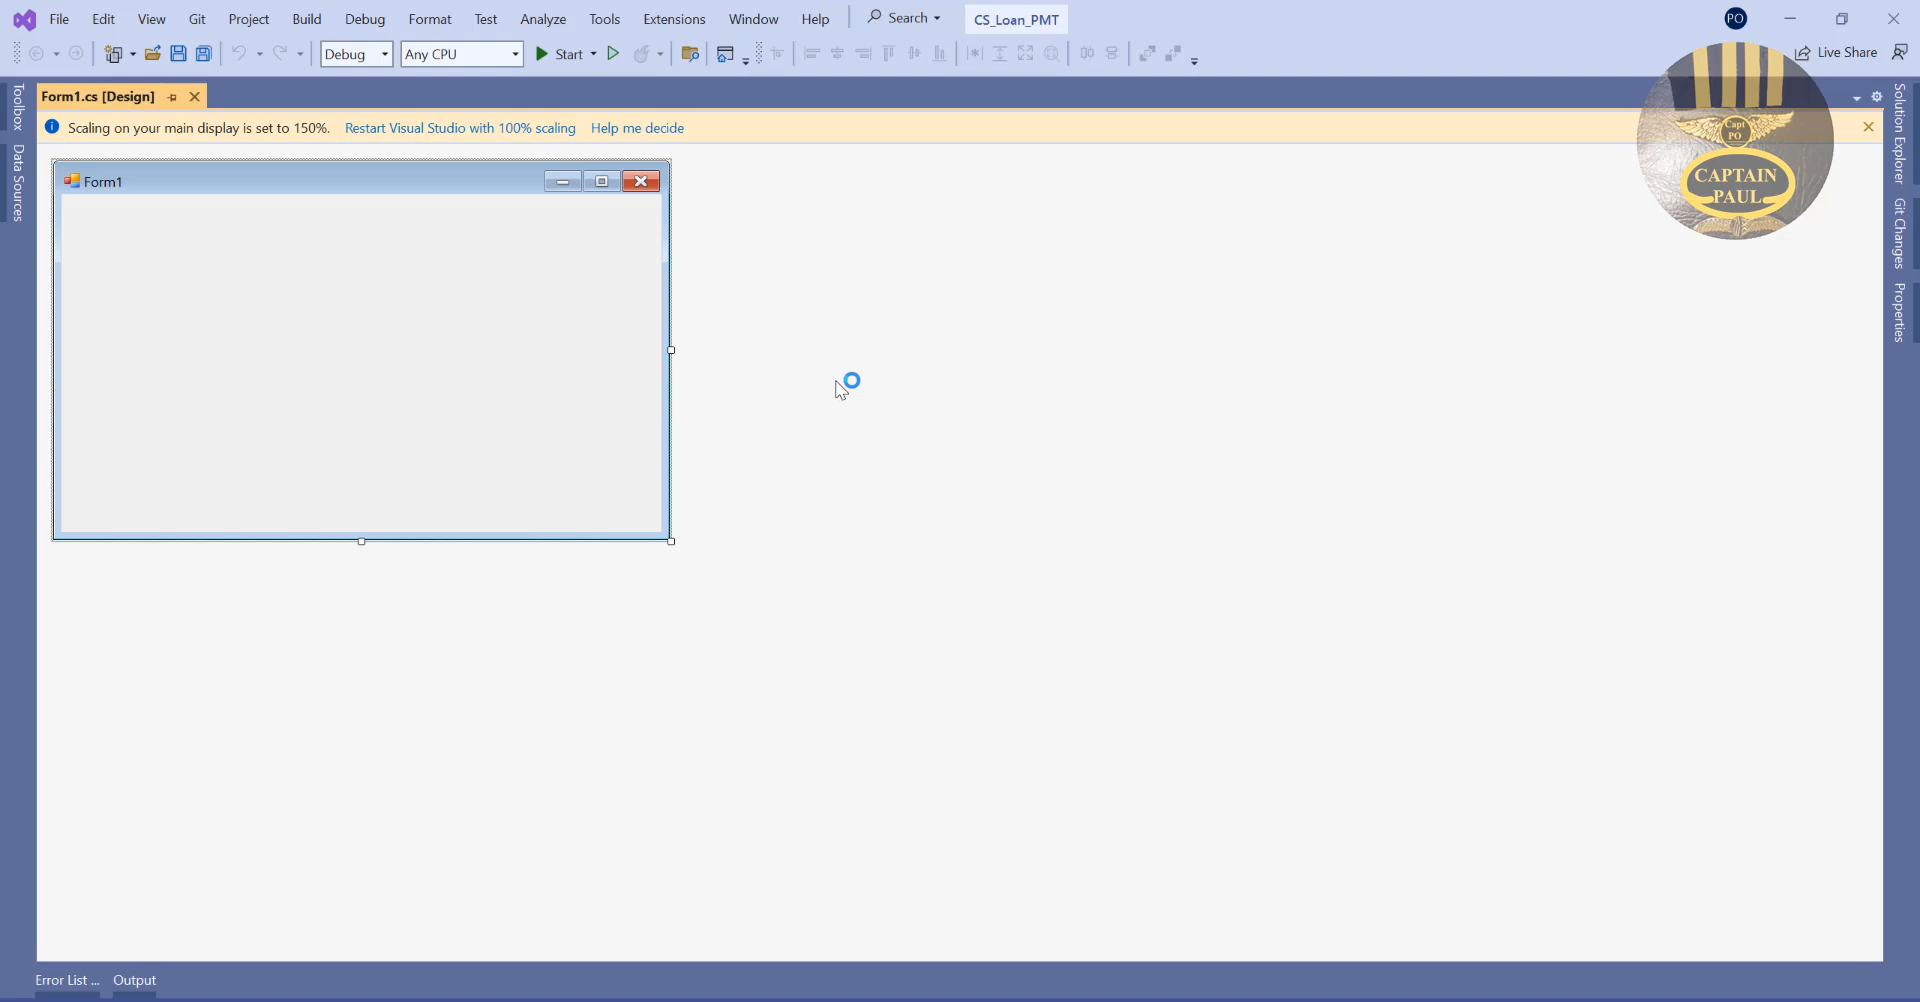 File Edit View Git Project Build Debug Format Test Analyze Tools Extensions Window Help Search CS_Loan_PMT PO
Debug Any CPU Start Live Share
Form1.cs [Design]
Scaling on your main display is set to 150%. Restart Visual Studio with 100% scaling Help me decide
Form1
Toolbox
Data Sources
Capt
PO
CAPTAIN
PAUL
Solution Explorer
Git Changes
Properties
Error List ... Output